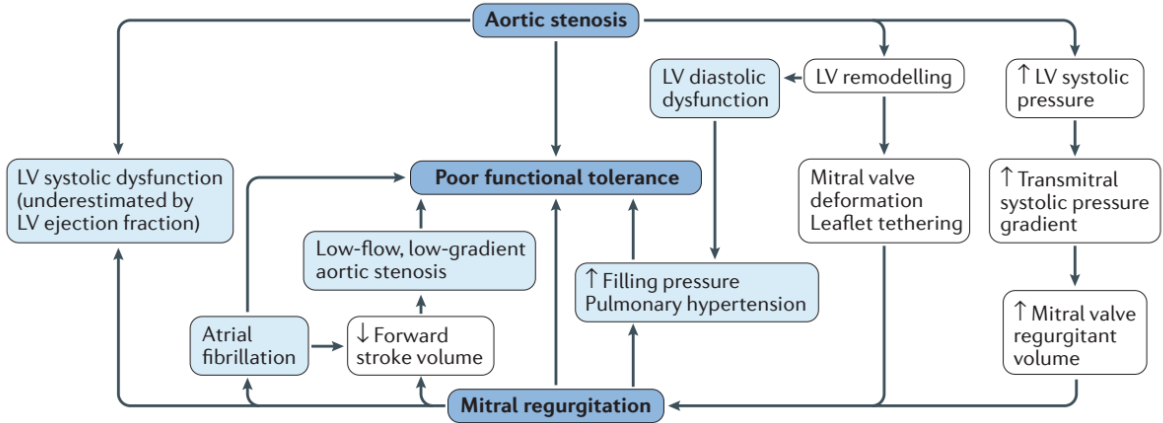 Aortic stenosis
LV diastolic
dysfunction
LV remodelling
↑ LV systolic
pressure
LV systolic dysfunction
(underestimated by
LV ejection fraction)
Poor functional tolerance
Mitral valve
deformation
Leaflet tethering
↑ Transmitral
systolic pressure
gradient
Low-flow, low-gradient
aortic stenosis
↑ Filling pressure
Pulmonary hypertension
Atrial
fibrillation
↓ Forward
stroke volume
↑ Mitral valve
regurgitant
volume
Mitral regurgitation